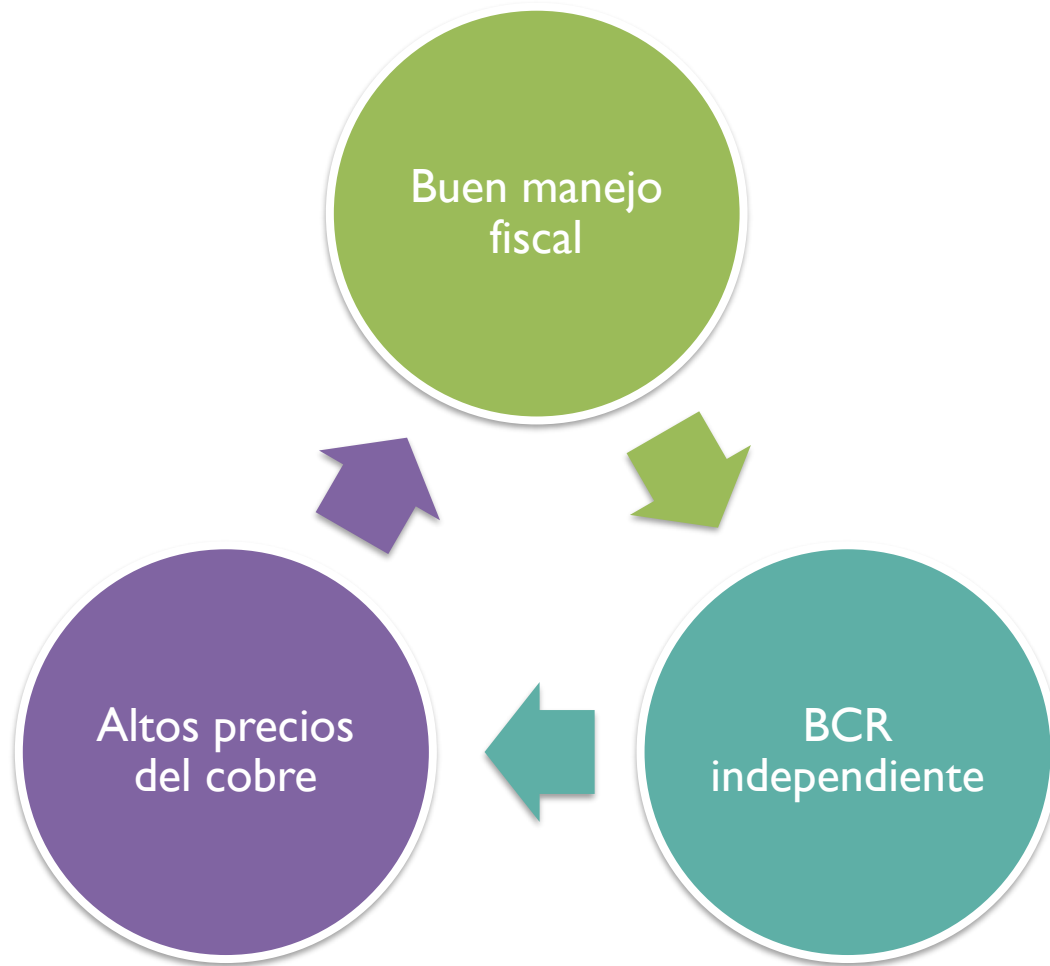 Buen manejo
fiscal
BCR
independiente
Altos precios
del cobre